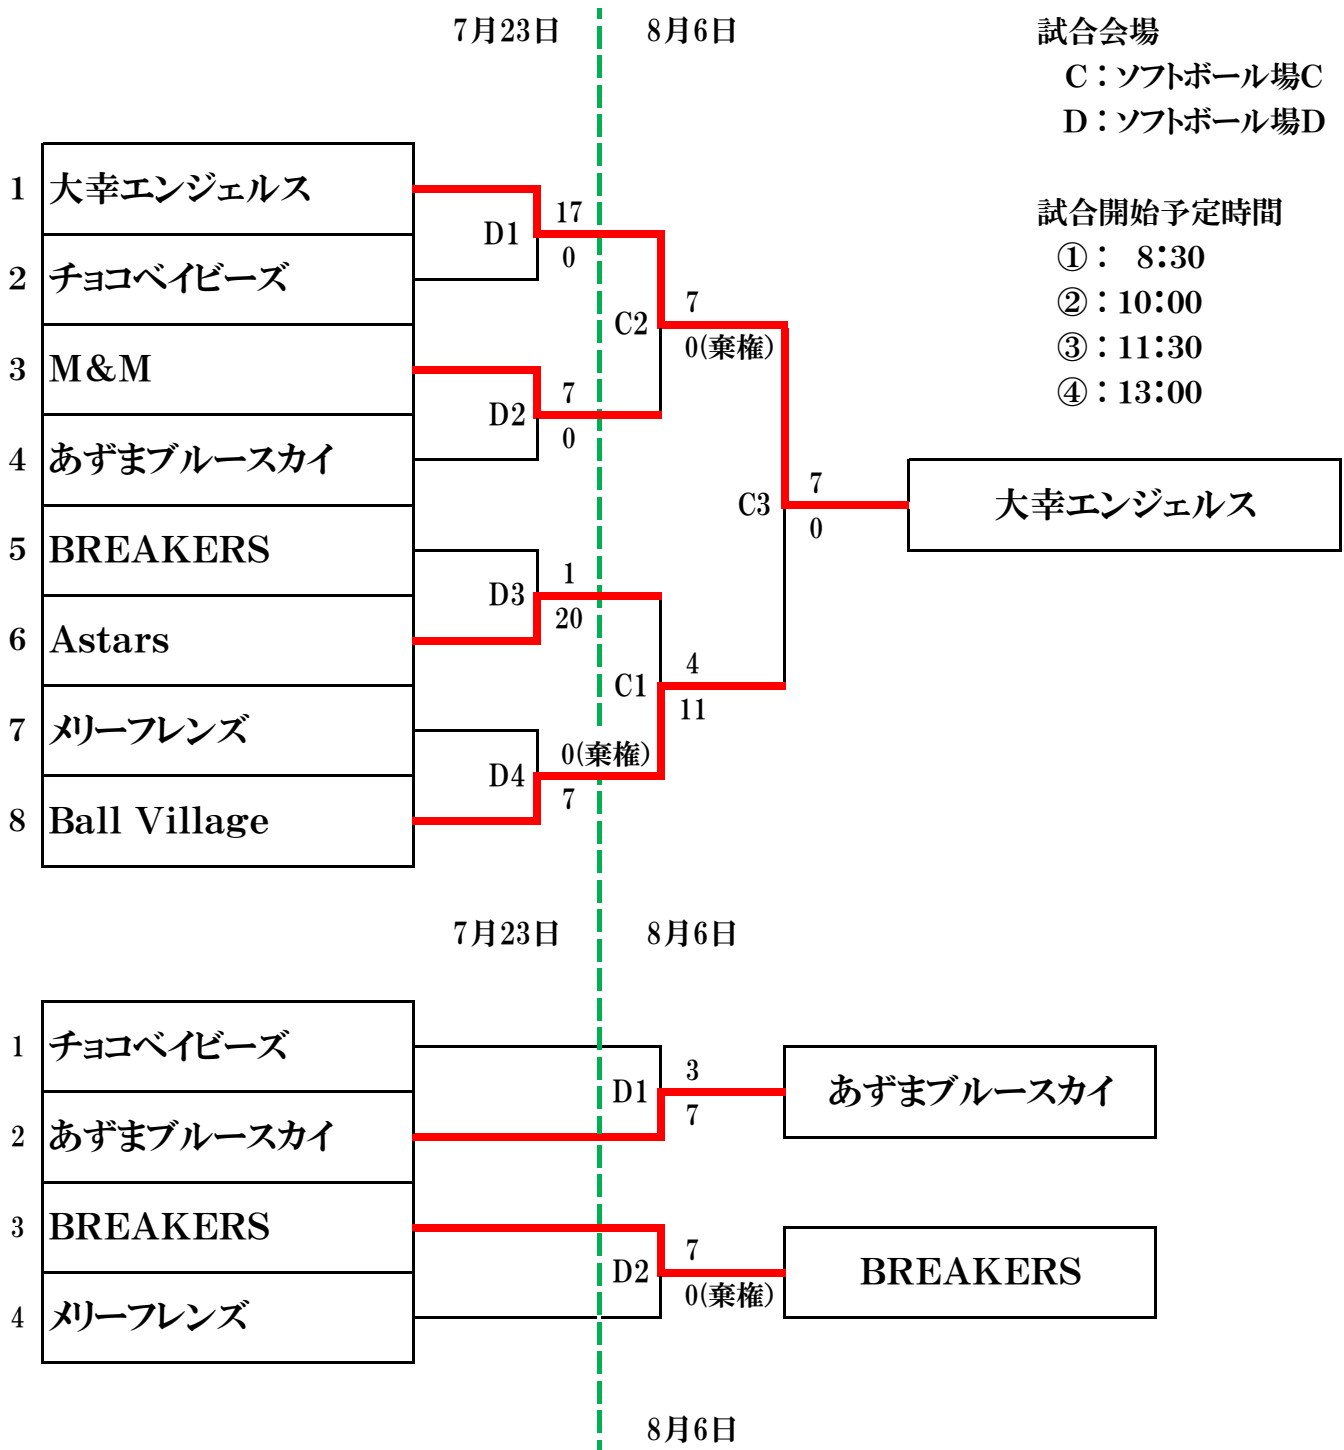 7月23日
8月6日
試合会場
C：ソフトボール場C
D：ソフトボール場D
試合開始予定時間
①： 8：30
②：10：00
③：11：30
④：13：00
1 大幸エンジェルス
2 チョコベイビーズ
3 M&M
4 あずまブルースカイ
5 BREAKERS
6 Astars
7 メリーフレンズ
8 Ball Village
D1
17
0
D2
7
0
D3
1
20
D4
0(棄権)
7
C2
7
0(棄権)
C1
4
11
C3
7
0
大幸エンジェルス
7月23日
8月6日
1 チョコベイビーズ
2 あずまブルースカイ
3 BREAKERS
4 メリーフレンズ
D1
3
7
あずまブルースカイ
D2
7
0(棄権)
BREAKERS
8月6日